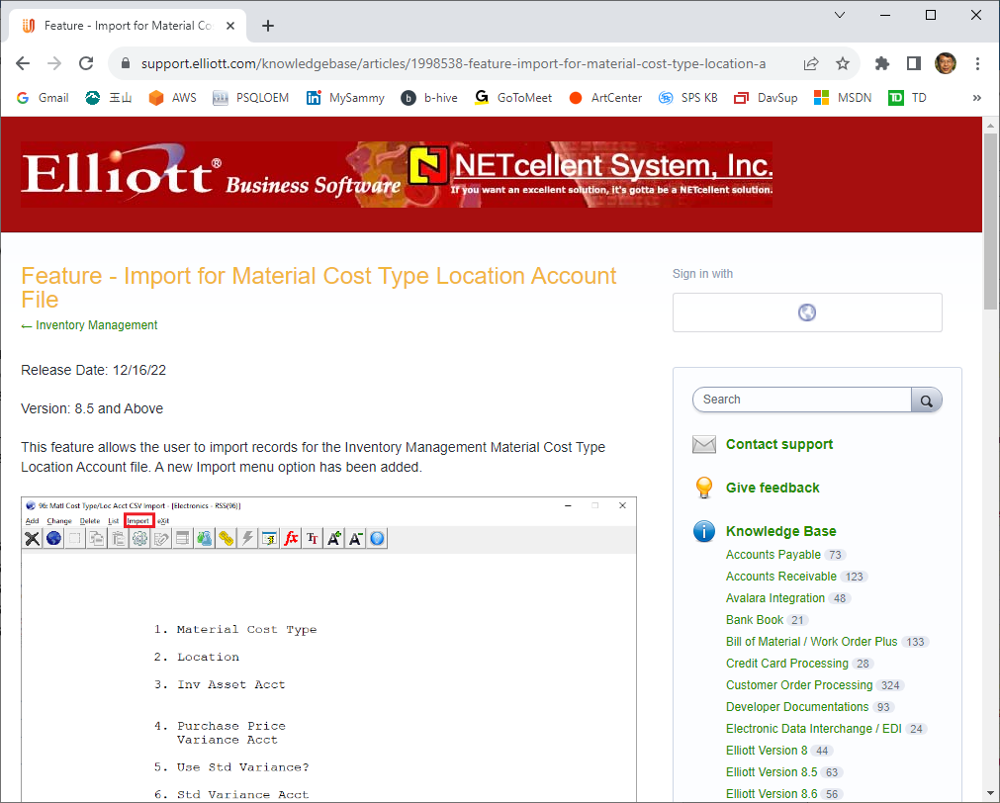 Feature - Import for Material Co
support.elliott.com/knowledgebase/articles/1998538-feature-import-for-material-cost-type-location-a
Gmail
玉山
AWS
PSQLOEM
MySammy
b-hive
GoToMeet
ArtCenter
SPS KB
DavSup
MSDN
TD
Elliott® Business Software
NETcellent System, Inc.
If you want an excellent solution, it's gotta be a NETcellent solution.
Feature - Import for Material Cost Type Location Account
File
← Inventory Management
Release Date: 12/16/22
Version: 8.5 and Above
This feature allows the user to import records for the Inventory Management Material Cost Type
Location Account file. A new Import menu option has been added.
96: Matl Cost Type/Loc Acct CSV Import - [Electronics - RSS(96)]
Add Change Delete List Import eXit
1. Material Cost Type
2. Location
3. Inv Asset Acct
4. Purchase Price
Variance Acct
5. Use Std Variance?
6. Std Variance Acct
Sign in with
Search
Contact support
Give feedback
Knowledge Base
Accounts Payable 73
Accounts Receivable 123
Avalara Integration 48
Bank Book 21
Bill of Material / Work Order Plus 133
Credit Card Processing 28
Customer Order Processing 324
Developer Documentations 93
Electronic Data Interchange / EDI 24
Elliott Version 8 44
Elliott Version 8.5 63
Elliott Version 8.6 56